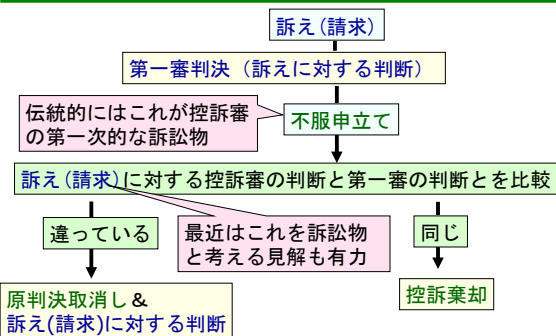 訴え(請求)
第一審判決（訴えに対する判断）
伝統的にはこれが控訴審
の第一次的な訴訟物
不服申立て
訴え(請求)に対する控訴審の判断と第一審の判断とを比較
違っている
最近はこれを訴訟物
と考える見解も有力
同じ
原判決取消し＆
訴え(請求)に対する判断
控訴棄却